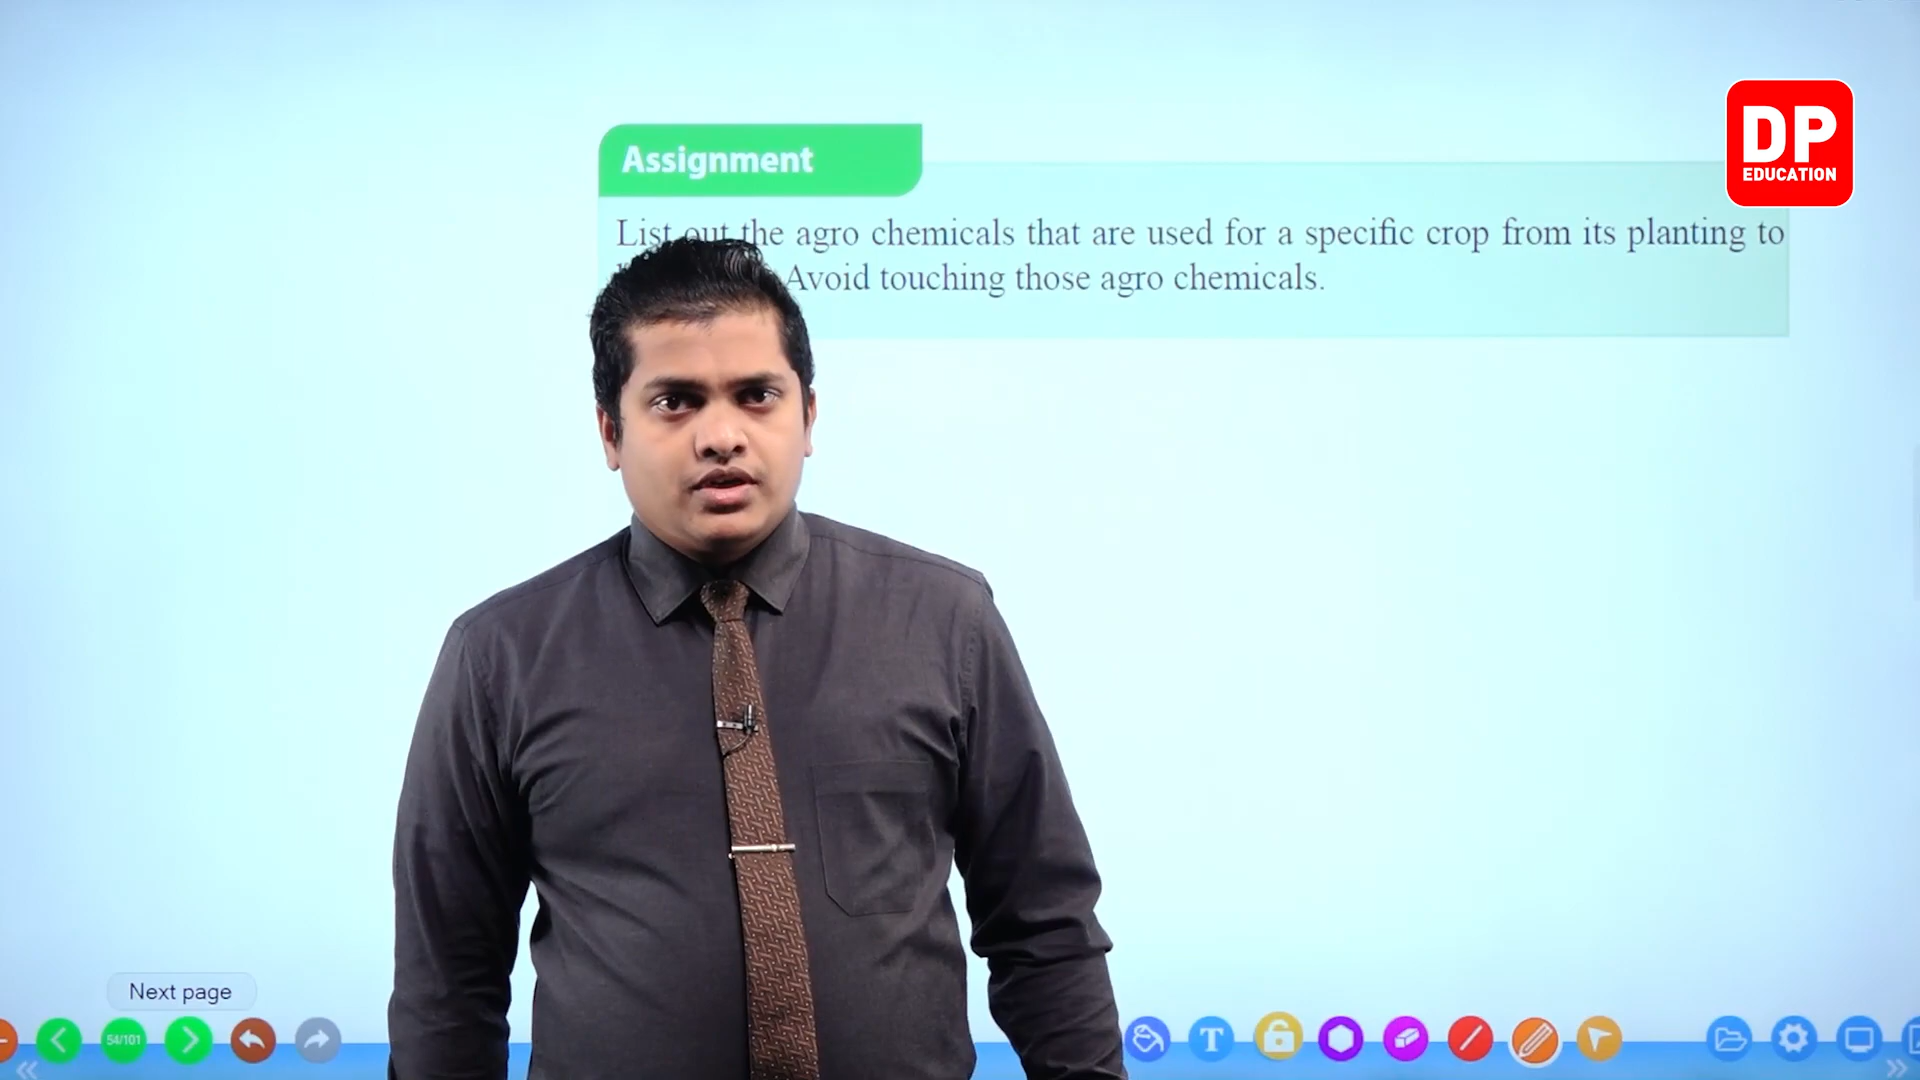 DP
EDUCATION
Assignment
List out the agro chemicals that are used for a specific crop from its planting to
Avoid touching those agro chemicals.
Next page
54/101
T